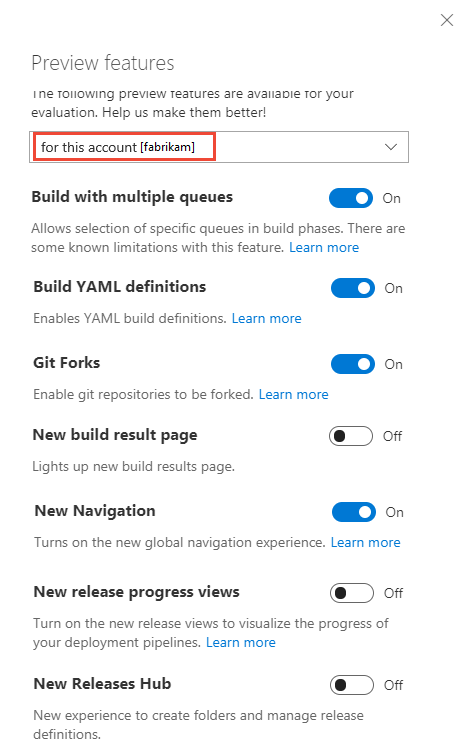 Preview features
The following preview features are available for your
evaluation. Help us make them better!
for this account [fabrikam]
Build with multiple queues On
Allows selection of specific queues in build phases. There are
some known limitations with this feature. Learn more
Build YAML definitions On
Enables YAML build definitions. Learn more
Git Forks On
Enable git repositories to be forked. Learn more
New build result page Off
Lights up new build results page.
New Navigation On
Turns on the new global navigation experience. Learn more
New release progress views Off
Turn on the new release views to visualize the progress of
your deployment pipelines. Learn more
New Releases Hub Off
New experience to create folders and manage release
definitions.